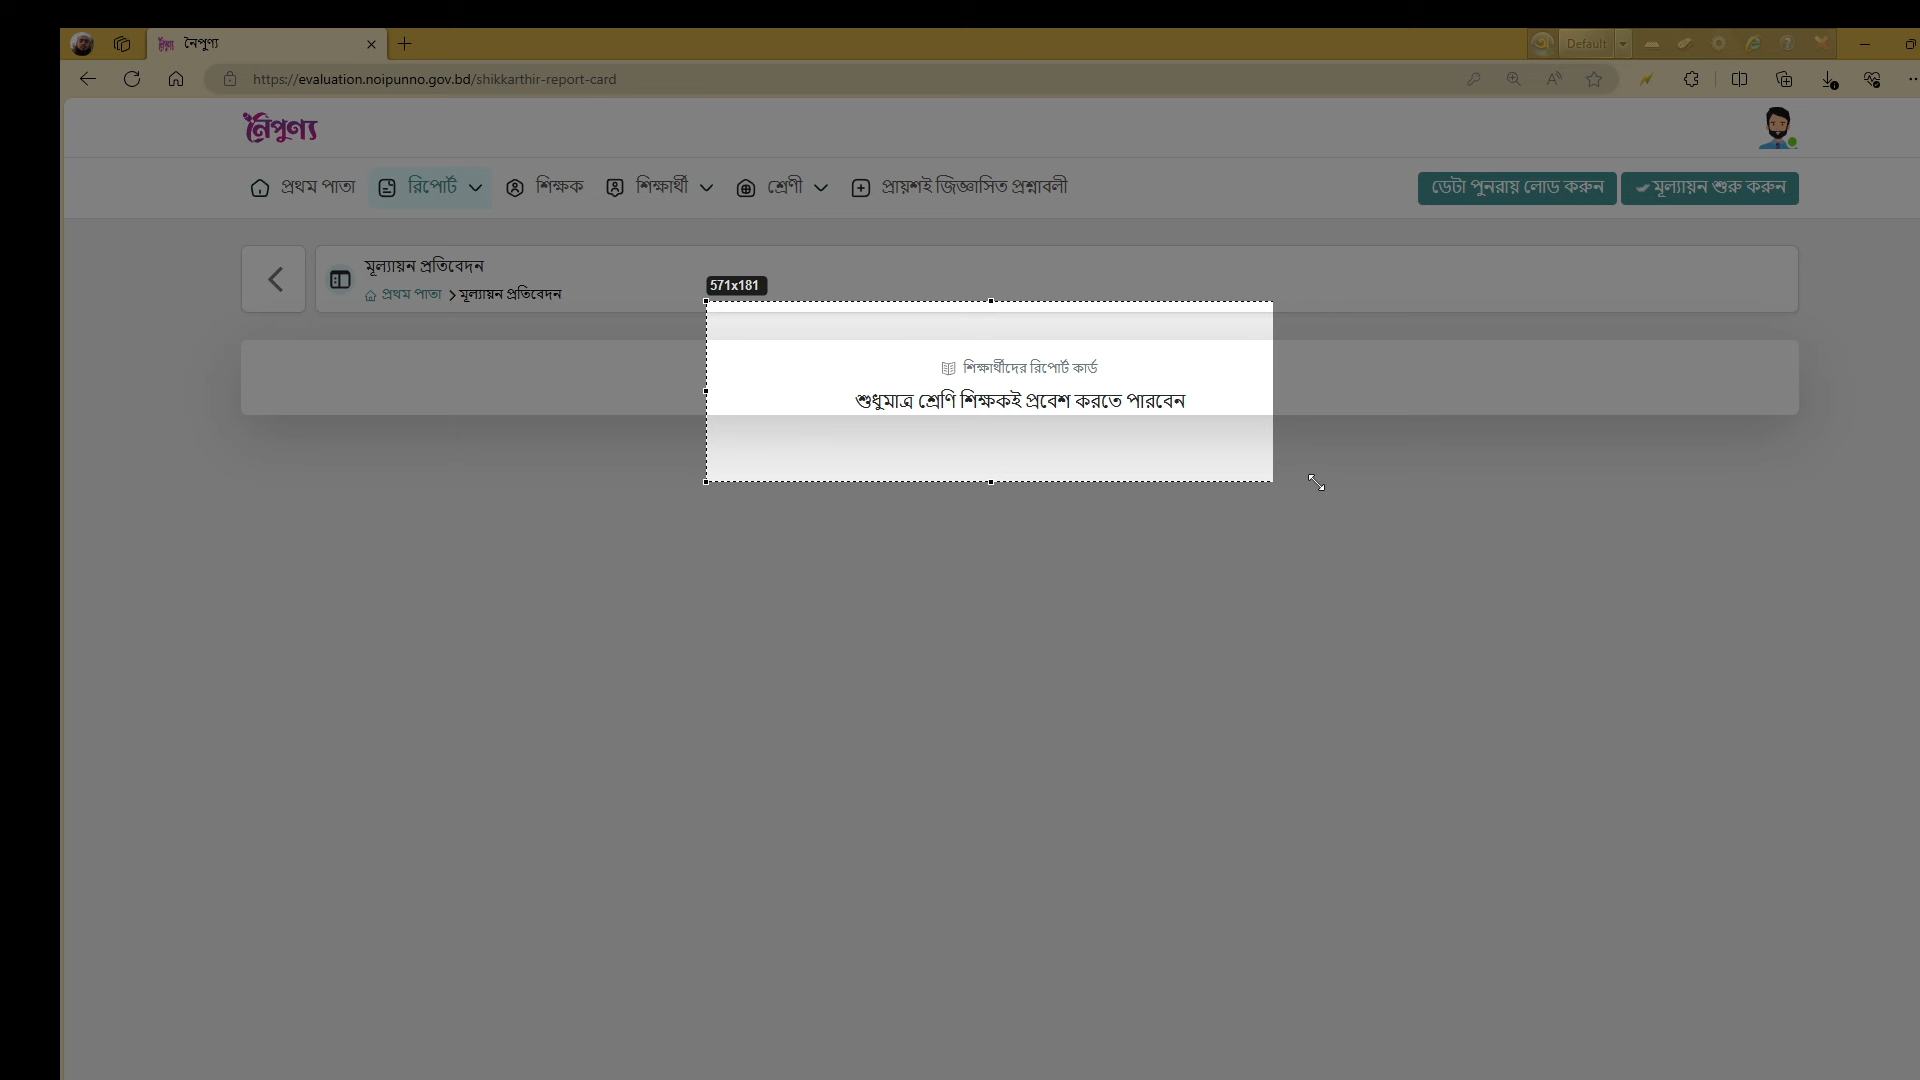 নৈপুণ্য
Default
https://evaluation.noipunno.gov.bd/shikkarthir-report-card
নৈপুণ্য
প্রথম পাতা
রিপোর্ট
শিক্ষক
শিক্ষার্থী
শ্রেণী
প্রায়শই জিজ্ঞাসিত প্রশ্নাবলী
ডেটা পুনরায় লোড করুন
মূল্যায়ন শুরু করুন
মূল্যায়ন প্রতিবেদন
প্রথম পাতা > মূল্যায়ন প্রতিবেদন
571x181
শিক্ষার্থীদের রিপোর্ট কার্ড
শুধুমাত্র শ্রেণি শিক্ষকই প্রবেশ করতে পারবেন